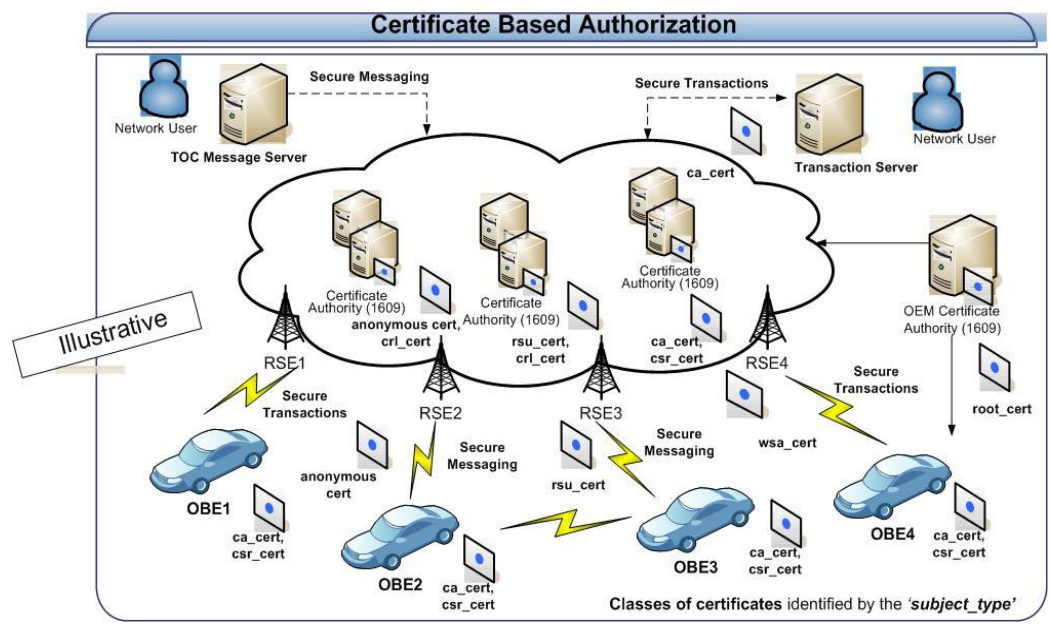 Certificate Based Authorization
Network User
TOC Message Server
Secure Messaging
Secure Transactions
Transaction Server
Network User
ca_cert
Certificate
Authority (1609)
anonymous cert,
crl_cert
Certificate
Authority (1609)
rsu_cert,
crl_cert
Certificate
Authority (1609)
ca_cert,
csr_cert
OEM Certificate
Authority (1609)
Illustrative
RSE1
RSE2
RSE3
RSE4
Secure
Transactions
anonymous
cert
Secure
Messaging
rsu_cert
Secure
Messaging
wsa_cert
Secure
Transactions
root_cert
OBE1
ca_cert,
csr_cert
OBE2
ca_cert,
csr_cert
OBE3
ca_cert,
csr_cert
OBE4
ca_cert,
csr_cert
Classes of certificates identified by the 'subject_type'